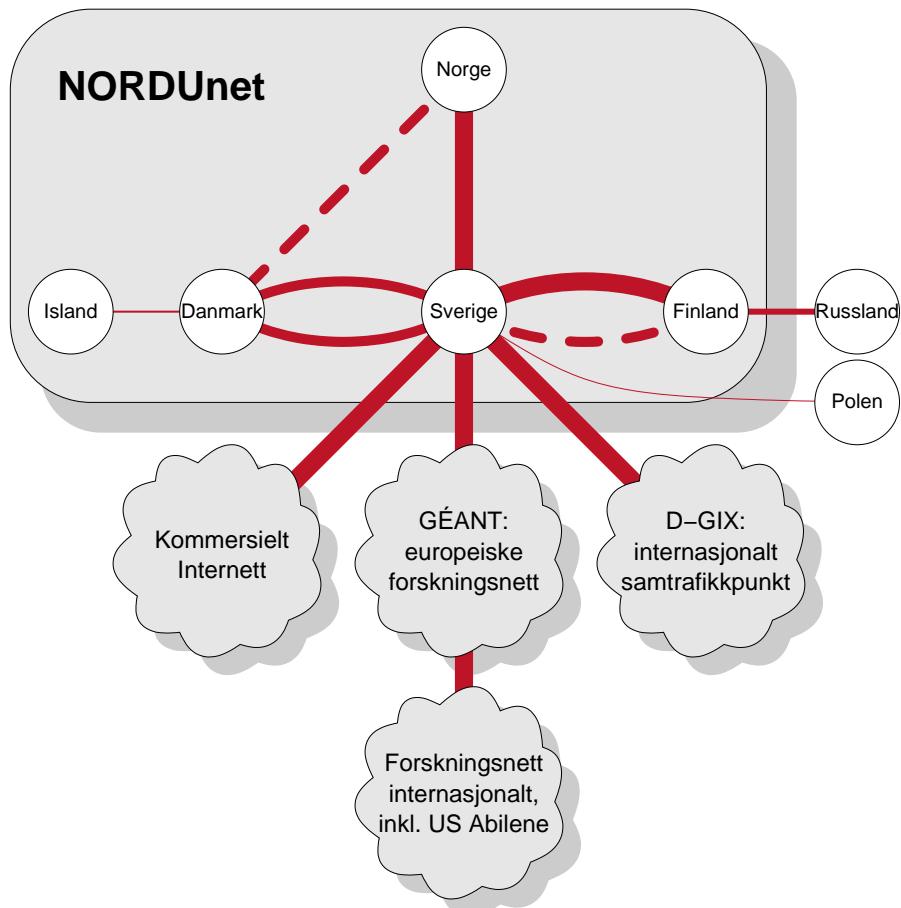 NORDUnet
Norge
Island
Danmark
Sverige
Finland
Russland
Polen
Kommersielt
Internett
GÉANT:
europeiske
forskningsnett
D–GIX:
internasjonalt
samtrafikkpunkt
Forskningsnett
internasjonalt,
inkl. US Abilene